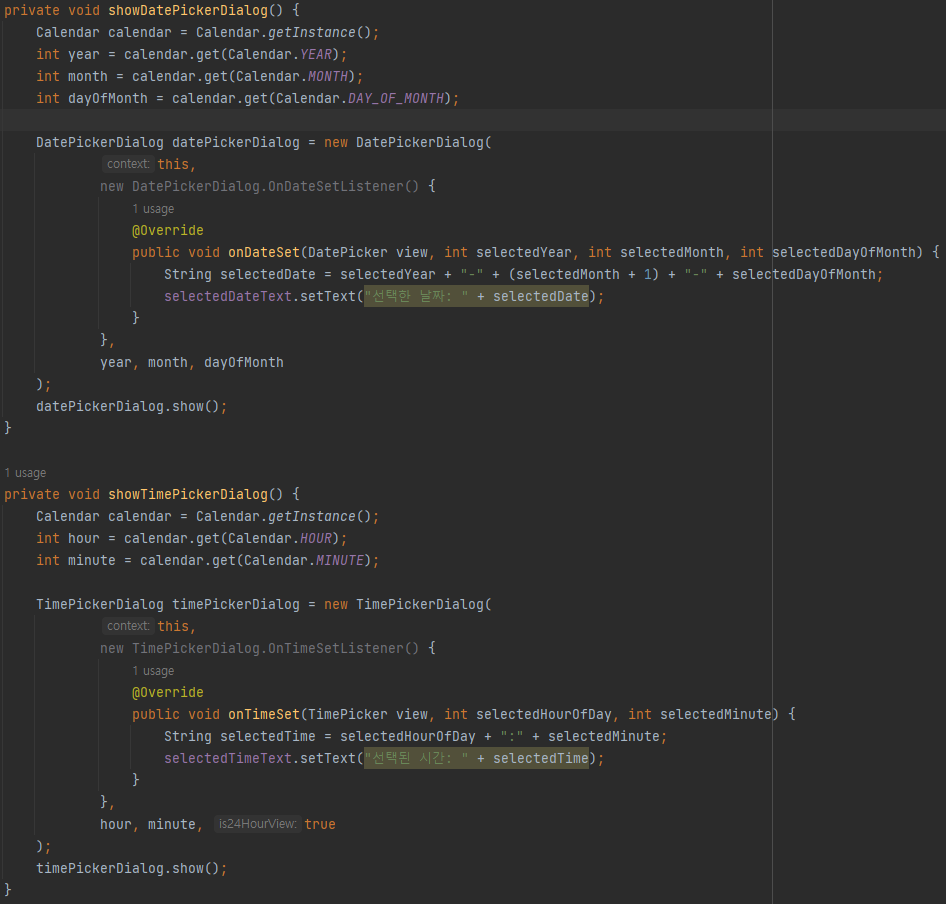 private void showDatePickerDialog() {
Calendar calendar = Calendar.getInstance();
int year = calendar.get(Calendar.YEAR);
int month = calendar.get(Calendar.MONTH);
int dayOfMonth = calendar.get(Calendar.DAY_OF_MONTH);
DatePickerDialog datePickerDialog = new DatePickerDialog(
context: this,
new DatePickerDialog.OnDateSetListener() {
1 usage
@Override
public void onDateSet(DatePicker view, int selectedYear, int selectedMonth, int selectedDayOfMonth) {
String selectedDate = selectedYear + "-" + (selectedMonth + 1) + "-" + selectedDayOfMonth;
selectedDateText.setText("선택한 날짜: " + selectedDate);
}
},
year, month, dayOfMonth
);
datePickerDialog.show();
}
1 usage
private void showTimePickerDialog() {
Calendar calendar = Calendar.getInstance();
int hour = calendar.get(Calendar.HOUR);
int minute = calendar.get(Calendar.MINUTE);
TimePickerDialog timePickerDialog = new TimePickerDialog(
context: this,
new TimePickerDialog.OnTimeSetListener() {
1 usage
@Override
public void onTimeSet(TimePicker view, int selectedHourOfDay, int selectedMinute) {
String selectedTime = selectedHourOfDay + ":" + selectedMinute;
selectedTimeText.setText("선택된 시간: " + selectedTime);
}
},
hour, minute, is24HourView: true
);
timePickerDialog.show();
}